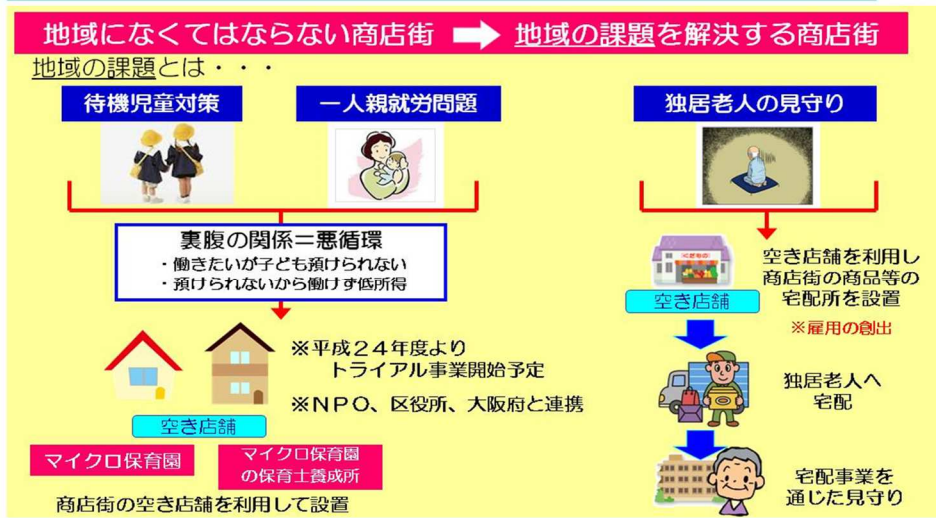 地域になくてはならない商店街 ➡ 地域の課題を解決する商店街
地域の課題とは・・・
待機児童対策
一人親就労問題
裏腹の関係＝悪循環
・働きたいが子ども預けられない
・預けられないから働けず低所得
※平成２４年度より
トライアル事業開始予定
※ＮＰＯ、区役所、大阪府と連携
空き店舗
マイクロ保育園
マイクロ保育園
の保育士養成所
商店街の空き店舗を利用して設置
独居老人の見守り
空き店舗
空き店舗を利用し
商店街の商品等の
宅配所を設置
※雇用の創出
独居老人へ
宅配
宅配事業を
通じた見守り